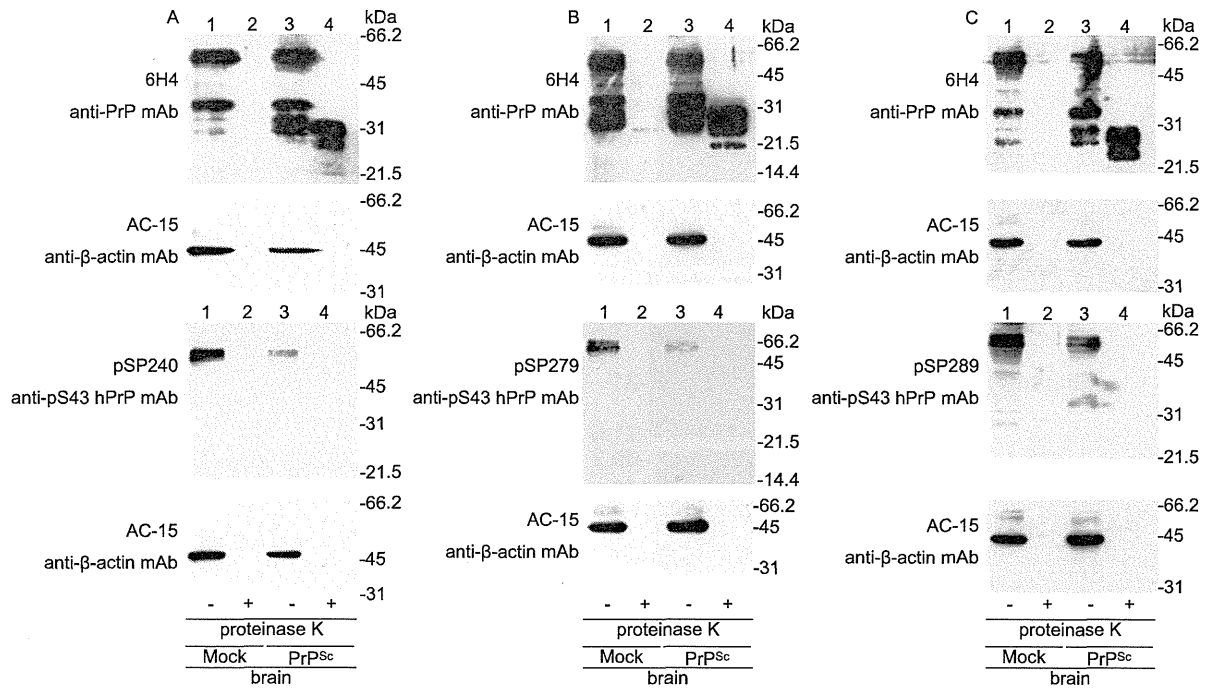 A 1 2 3 4 kDa
-66.2
6H4
-45
anti-PrP mAb
-31
-21.5
-66.2
AC-15
-45
anti-β-actin mAb
-31
1 2 3 4 kDa
-66.2
pSP240
-45
anti-pS43 hPrP mAb
-31
-21.5
-66.2
AC-15
-45
anti-β-actin mAb
-31
- + - +
proteinase K
Mock PrPSc
brain
B 1 2 3 4 kDa
-66.2
6H4
-45
anti-PrP mAb
-31
-21.5
-14.4
-66.2
AC-15
-45
anti-β-actin mAb
-31
1 2 3 4 kDa
-66.2
pSP279
-45
anti-pS43 hPrP mAb
-31
-21.5
-14.4
-66.2
AC-15
-45
anti-β-actin mAb
-31
- + - +
proteinase K
Mock PrPSc
brain
C 1 2 3 4 kDa
-66.2
6H4
-45
anti-PrP mAb
-31
-21.5
-66.2
AC-15
-45
anti-β-actin mAb
-31
1 2 3 4 kDa
-66.2
pSP289
-45
anti-pS43 hPrP mAb
-31
-21.5
-66.2
AC-15
-45
anti-β-actin mAb
-31
- + - +
proteinase K
Mock PrPSc
brain